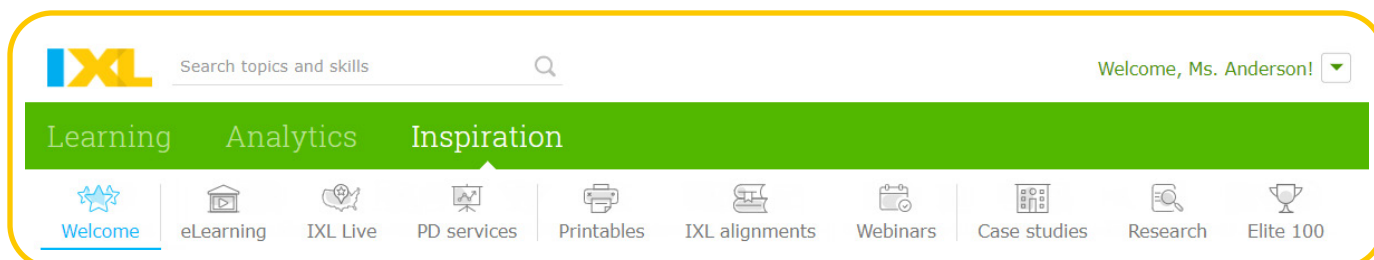 IXL Search topics and skills Welcome, Ms. Anderson!
Learning Analytics Inspiration
Welcome eLearning IXL Live PD services Printables IXL alignments Webinars Case studies Research Elite 100